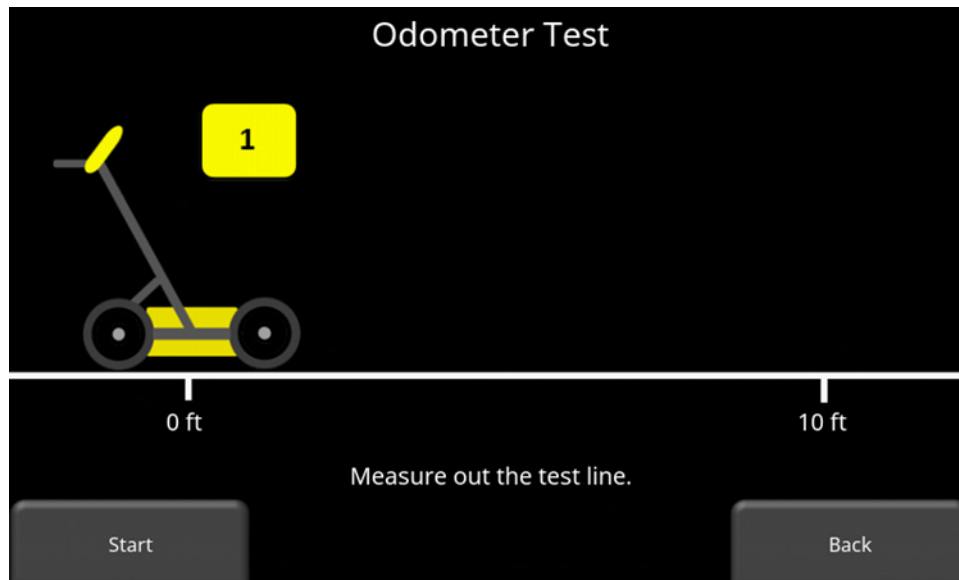 Odometer Test
1
0 ft
10 ft
Measure out the test line.
Start
Back